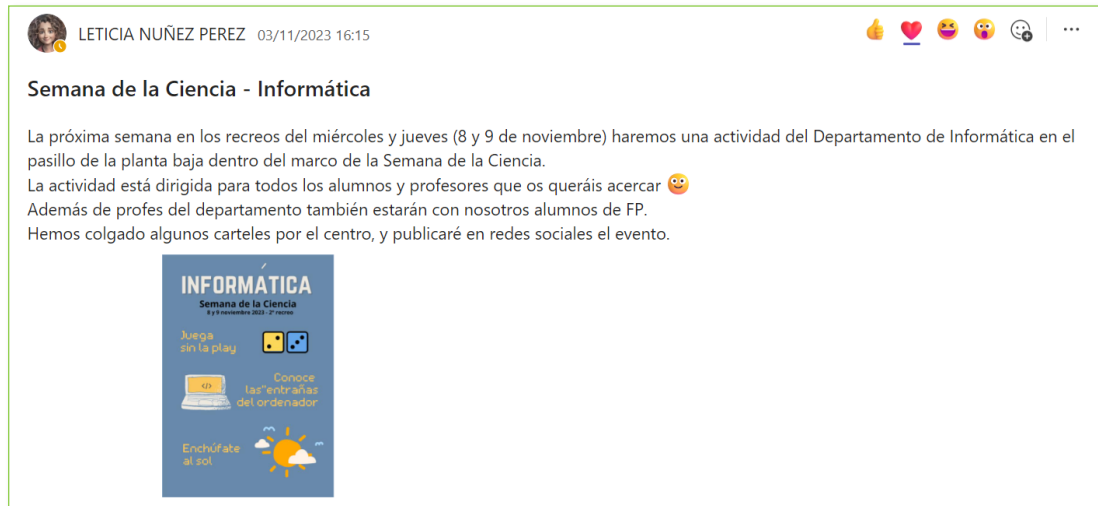 LETICIA NUÑEZ PEREZ 03/11/2023 16:15
Semana de la Ciencia - Informática
La próxima semana en los recreos del miércoles y jueves (8 y 9 de noviembre) haremos una actividad del Departamento de Informática en el
pasillo de la planta baja dentro del marco de la Semana de la Ciencia.
La actividad está dirigida para todos los alumnos y profesores que os queráis acercar
Además de profes del departamento también estarán con nosotros alumnos de FP.
Hemos colgado algunos carteles por el centro, y publicaré en redes sociales el evento.
INFORMÁTICA
Semana de la Ciencia
8 y 9 noviembre 2023 - 2º recreo
Juega
sin la play
</>
Conoce
las"entrañas
del ordenador
Enchúfate
al sol